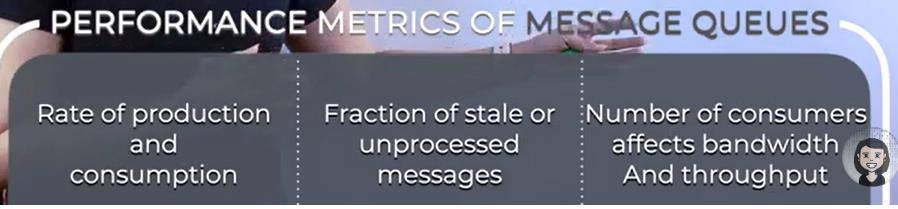 PERFORMANCE METRICS OF MESSAGE QUEUES
Rate of production
and
consumption
Fraction of stale or
unprocessed
messages
Number of consumers
affects bandwidth
And throughput